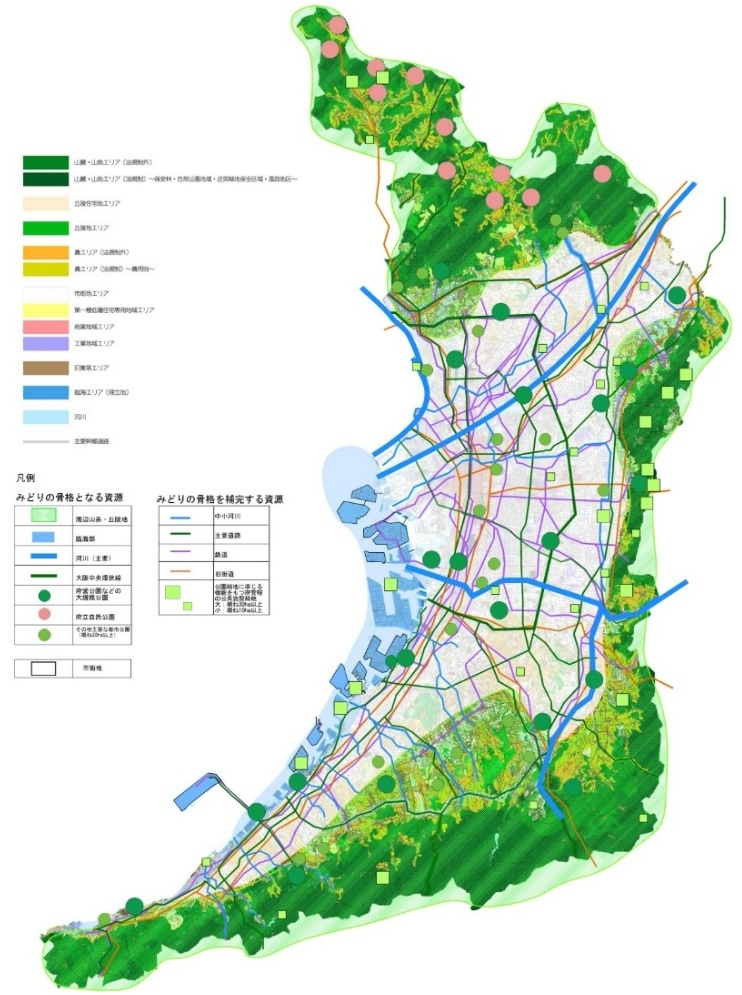 山麓・山地エリア（法規制外）
山麓・山地エリア（法規制）～保安林・自然公園地域・近郊緑地保全区域・風致地区～
丘陵住宅地エリア
丘陵地エリア
農エリア（法規制外）
農エリア（法規制）～農用地～
市街地エリア
第一種低層住宅専用地域エリア
商業地域エリア
工業地域エリア
旧集落エリア
臨海エリア（埋立地）
河川
主要幹線道路
凡例
みどりの骨格となる資源
周辺山系・丘陵地
臨海部
河川（主要）
大阪中央環状線
府営公園などの
大規模公園
府立自然公園
その他主要な都市公園
（概ね10ha以上）
市街地
みどりの骨格を補完する資源
中小河川
主要道路
鉄道
旧街道
公園緑地に準じる
機能をもつ府管理
の公共施設緑地
大：概ね30ha以上
小：概ね10ha以上